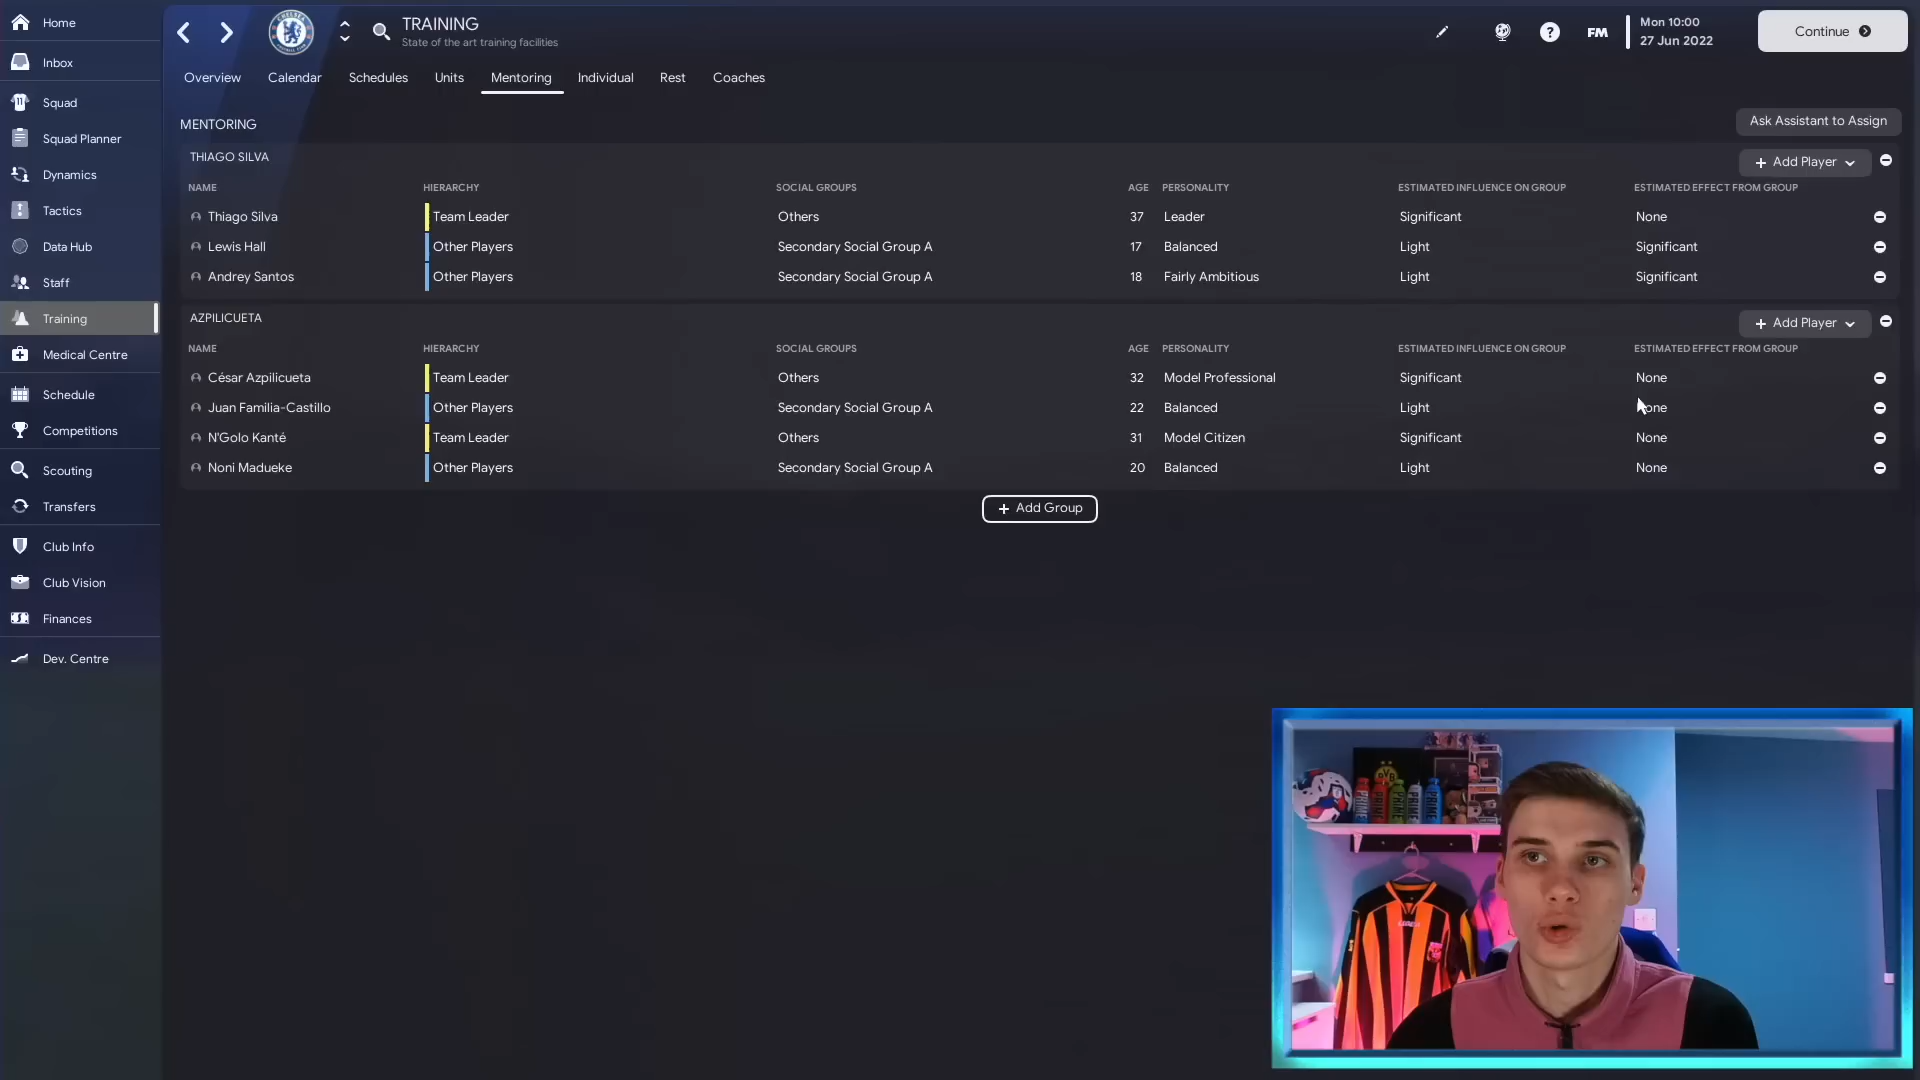 Home
Inbox
Squad
Squad Planner
Dynamics
Tactics
Data Hub
Staff
Training
Medical Centre
Schedule
Competitions
Scouting
Transfers
Club Info
Club Vision
Finances
Dev. Centre
TRAINING
State of the art training facilities
FM
Mon 10:00
27 Jun 2022
Continue
Overview Calendar Schedules Units Mentoring Individual Rest Coaches
MENTORING
Ask Assistant to Assign
THIAGO SILVA
+ Add Player
NAME HIERARCHY SOCIAL GROUPS AGE PERSONALITY ESTIMATED INFLUENCE ON GROUP ESTIMATED EFFECT FROM GROUP
Thiago Silva Team Leader Others 37 Leader Significant None
Lewis Hall Other Players Secondary Social Group A 17 Balanced Light Significant
Andrey Santos Other Players Secondary Social Group A 18 Fairly Ambitious Light Significant
AZPILICUETA
+ Add Player
NAME HIERARCHY SOCIAL GROUPS AGE PERSONALITY ESTIMATED INFLUENCE ON GROUP ESTIMATED EFFECT FROM GROUP
César Azpilicueta Team Leader Others 32 Model Professional Significant None
Juan Familia-Castillo Other Players Secondary Social Group A 22 Balanced Light None
N'Golo Kanté Team Leader Others 31 Model Citizen Significant None
Noni Madueke Other Players Secondary Social Group A 20 Balanced Light None
+ Add Group
BVB
PRIME PRIME PRIME PRIME PRIME